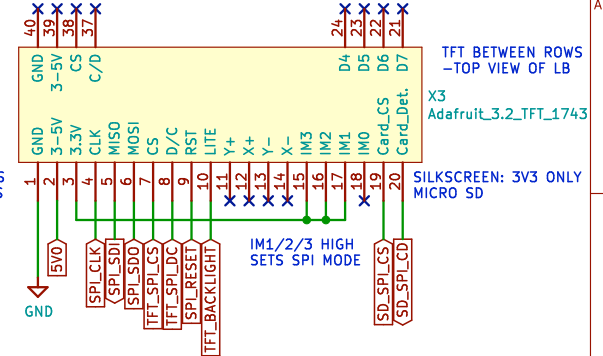 40
39
38
37
24
23
22
21
A
GND
3-5V
CS
C/D
D4
D5
D6
D7
TFT BETWEEN ROWS
-TOP VIEW OF LB
X3
Adafruit_3.2_TFT_1743
GND
3-5V
3.3V
CLK
MISO
MOSI
CS
D/C
RST
LITE
Y+
X+
Y-
X-
IM3
IM2
IM1
IM0
Card_CS
Card_Det.
1
2
3
4
5
6
7
8
9
10
11
12
13
14
15
16
17
18
19
20
SILKSCREEN: 3V3 ONLY
MICRO SD
S
S
5V0
SPI_CLK
SPI_SDI
SPI_SDO
TFT_SPI_CS
TFT_SPI_DC
SPI_RESET
TFT_BACKLIGHT
IM1/2/3 HIGH
SETS SPI MODE
SD_SPI_CS
SD_SPI_CD
GND